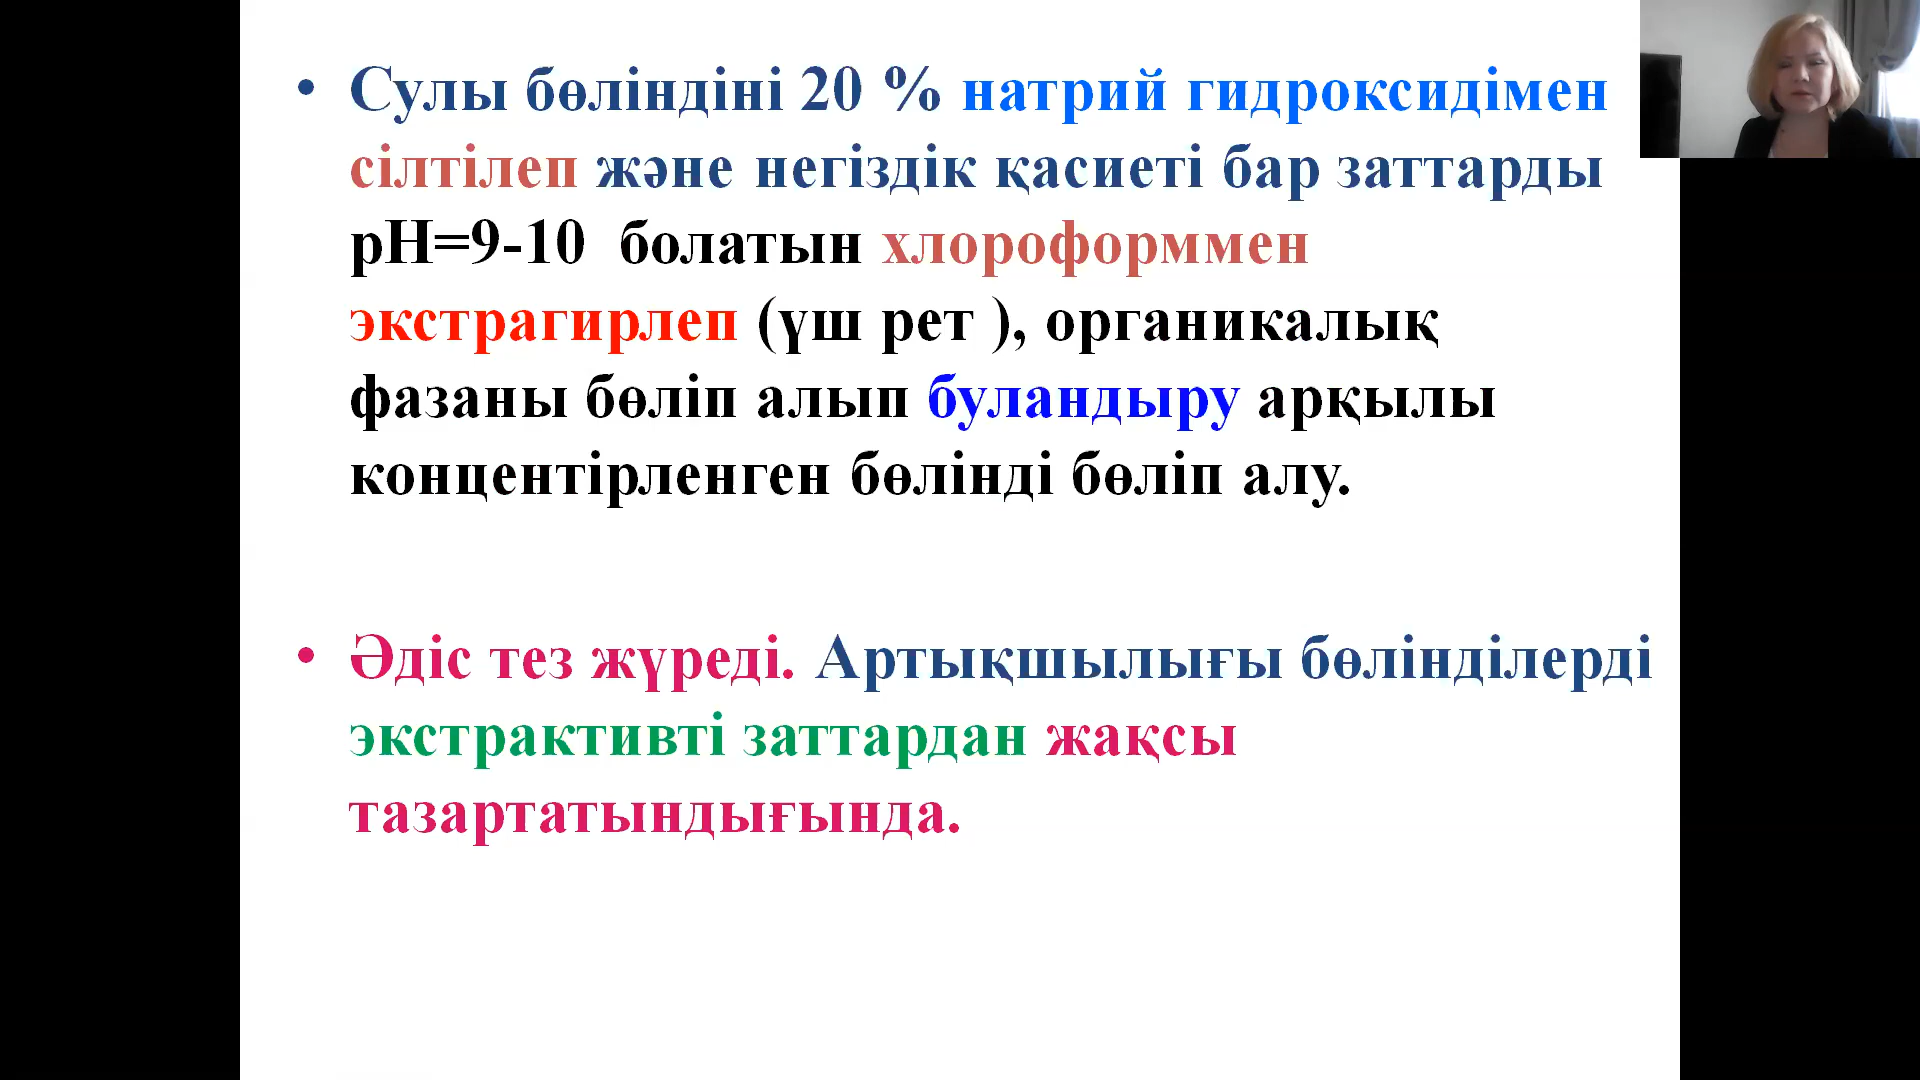 • Сулы бөліндіні 20 % натрий гидроксидімен
сілтілеп және негіздік қасиеті бар заттарды
рН=9-10 болатын хлороформмен
экстрагирлеп (үш рет ), органикалық
фазаны бөліп алып буландыру арқылы
концентірленген бөлінді бөліп алу.
• Әдіс тез жүреді. Артықшылығы бөлінділерді
экстрактивті заттардан жақсы
тазартатындығында.